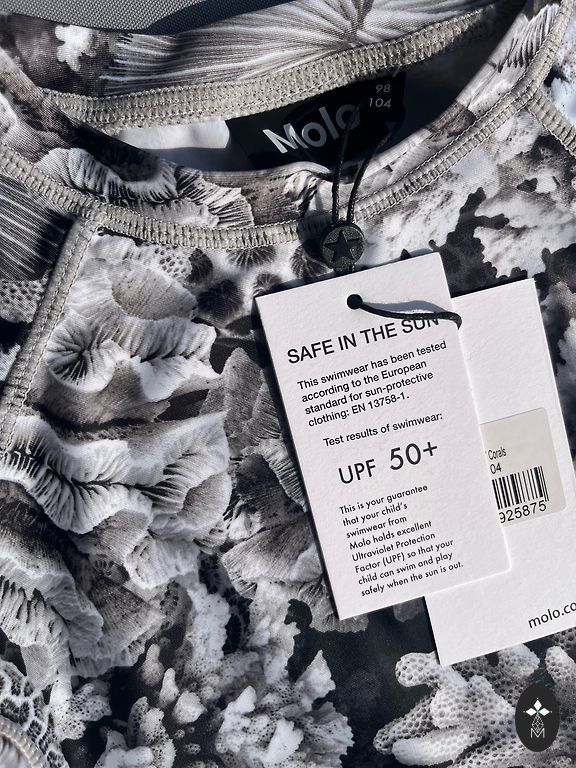 98
104
Molo
SAFE IN THE SUN
This swimwear has been tested
according to the European
standard for sun-protective
clothing: EN 13758-1.
Test results of swimwear:
UPF 50+
This is your guarantee
that your child's
swimwear from
Molo holds excellent
Ultraviolet Protection
Factor (UPF) so that your
child can swim and play
safely when the sun is out.
Corals
04
925875
molo.co